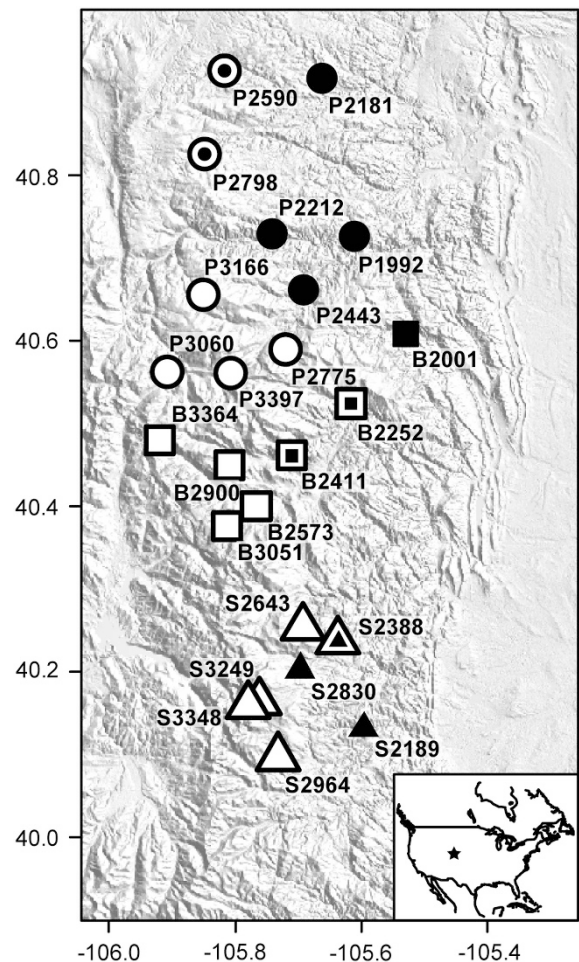 P2590
P2181
40.8
P2798
P2212
P3166
P1992
P2443
40.6
P3060
P2775
B2001
P3397
B3364
B2252
B2411
B2900
40.4
B2573
B3051
S2643
S2388
S3249
40.2
S2830
S3348
S2189
S2964
40.0
-106.0 -105.8 -105.6 -105.4